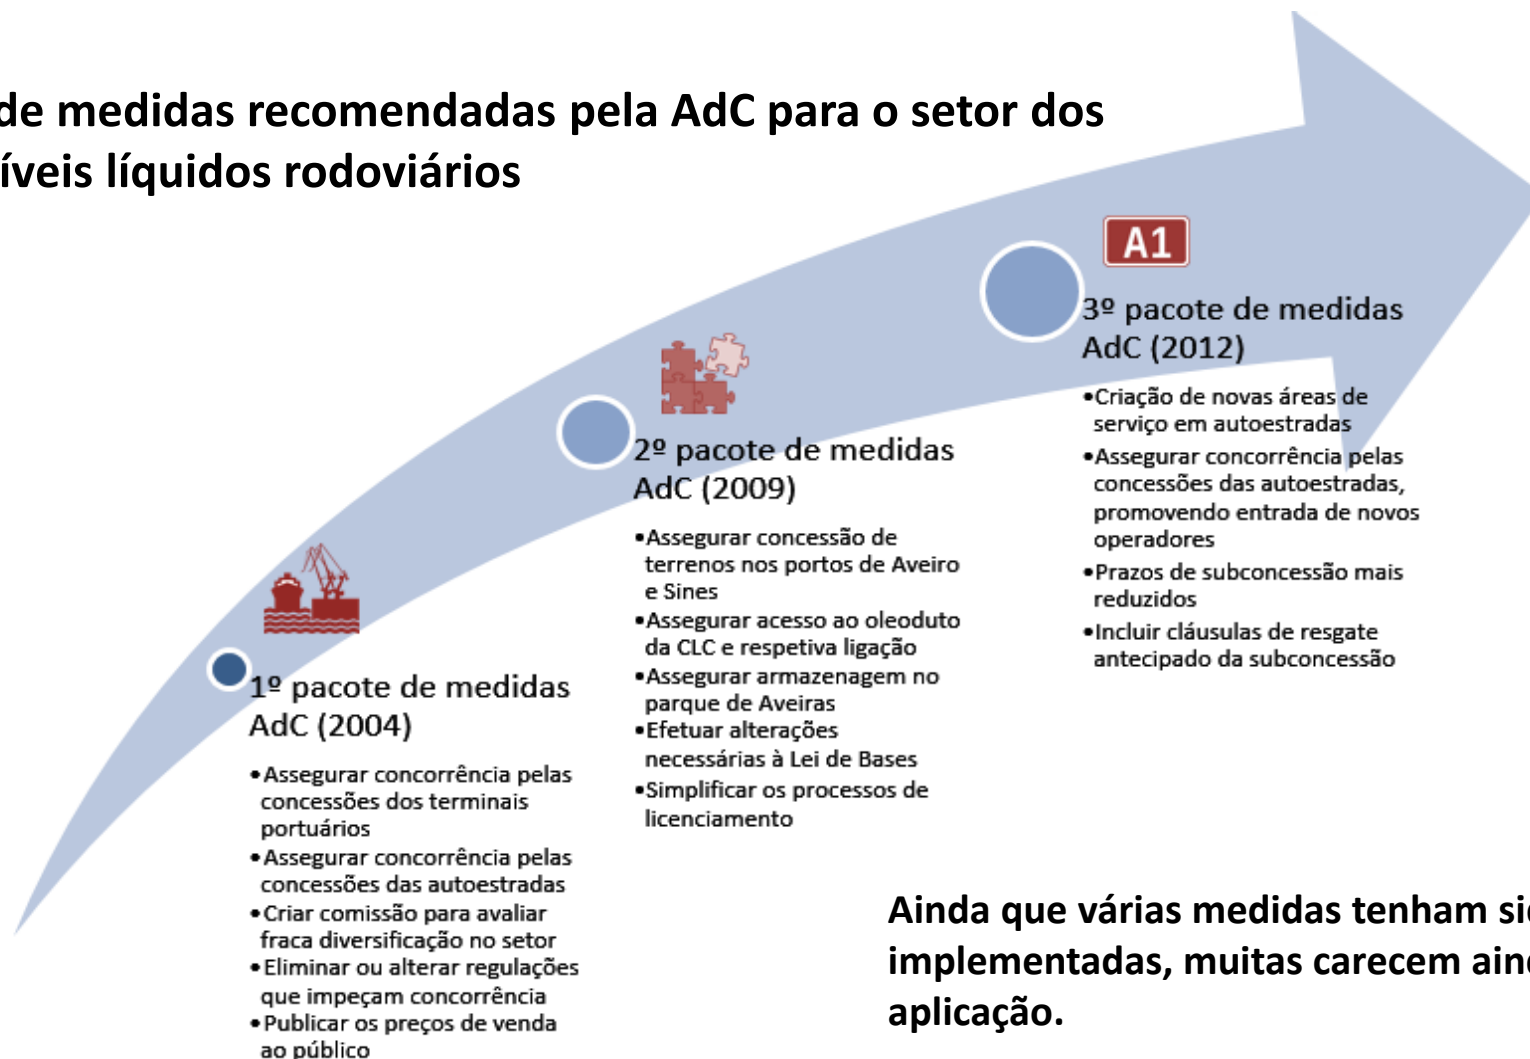 de medidas recomendadas pela AdC para o setor dos
íveis líquidos rodoviários
A1
3º pacote de medidas
AdC (2012)
•Criação de novas áreas de
serviço em autoestradas
•Assegurar concorrência pelas
concessões das autoestradas,
promovendo entrada de novos
operadores
•Prazos de subconcessão mais
reduzidos
•Incluir cláusulas de resgate
antecipado da subconcessão
2º pacote de medidas
AdC (2009)
•Assegurar concessão de
terrenos nos portos de Aveiro
e Sines
•Assegurar acesso ao oleoduto
da CLC e respetiva ligação
•Assegurar armazenagem no
parque de Aveiras
•Efetuar alterações
necessárias à Lei de Bases
•Simplificar os processos de
licenciamento
1º pacote de medidas
AdC (2004)
•Assegurar concorrência pelas
concessões dos terminais
portuários
•Assegurar concorrência pelas
concessões das autoestradas
•Criar comissão para avaliar
fraca diversificação no setor
•Eliminar ou alterar regulações
que impeçam concorrência
•Publicar os preços de venda
ao público
Ainda que várias medidas tenham si
implementadas, muitas carecem ain
aplicação.